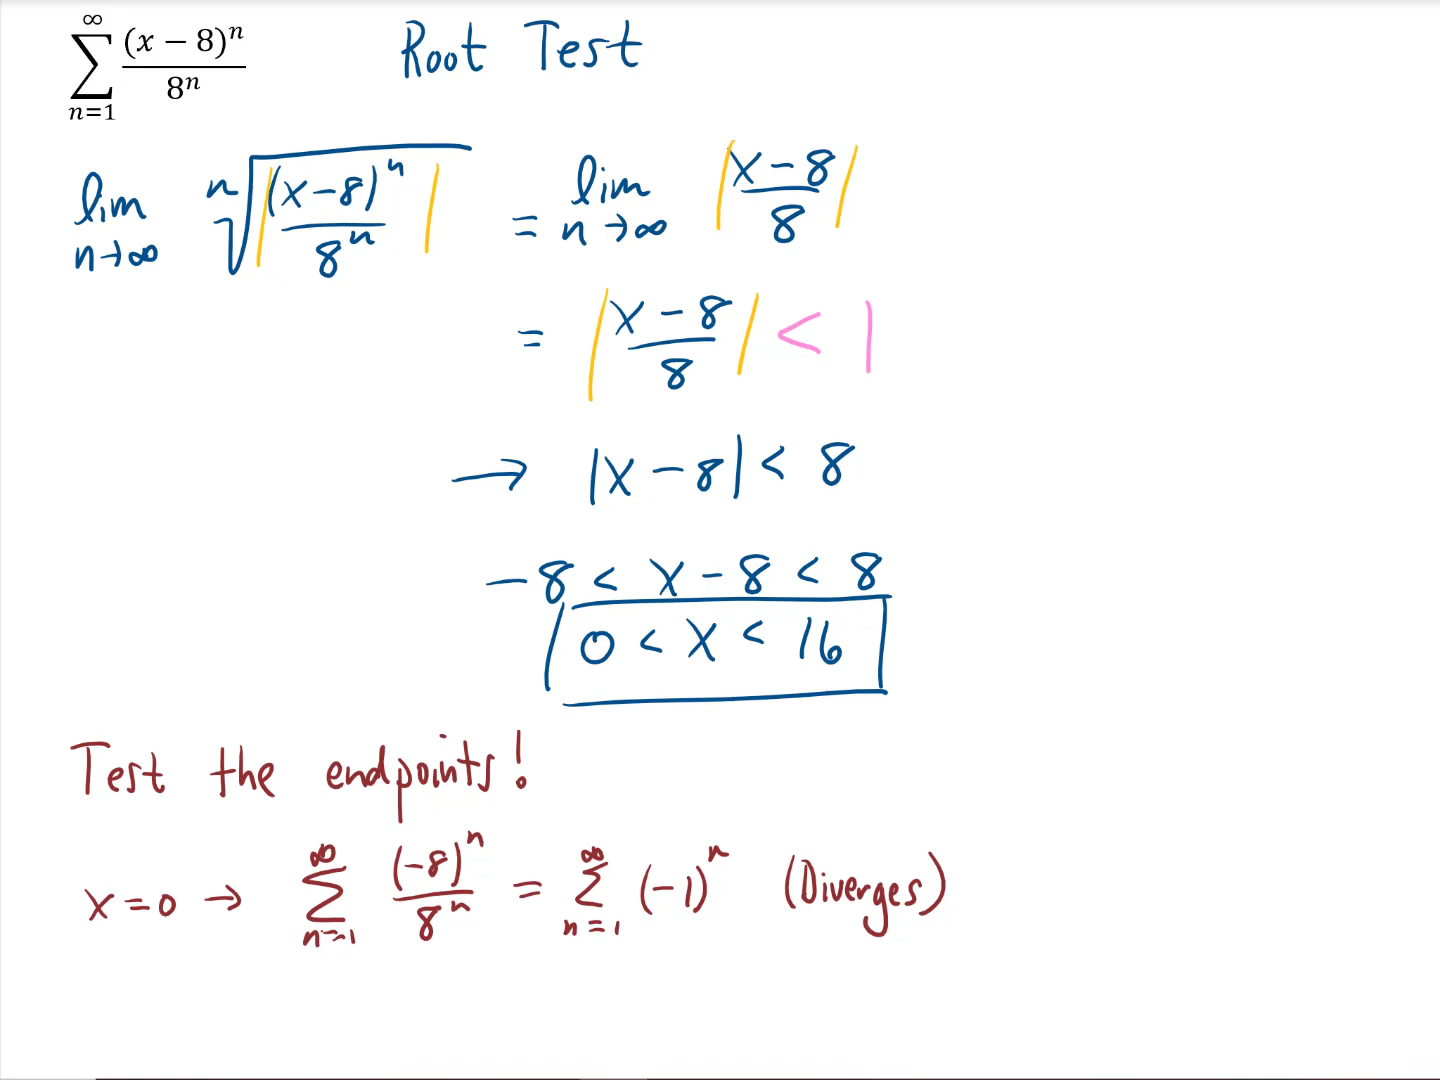 ∑_{n=1}^{∞} (x − 8)^n / 8^n Root Test
lim_{n→∞} ⁿ√|(x−8)^n / 8^n| = lim_{n→∞} |(x−8)/8|
= |(x−8)/8| < 1
→ |x−8| < 8
−8 < x−8 < 8
0 < x < 16
Test the endpoints!
x=0 → ∑_{n=1}^{∞} (−8)^n / 8^n = ∑_{n=1}^{∞} (−1)^n (Diverges)